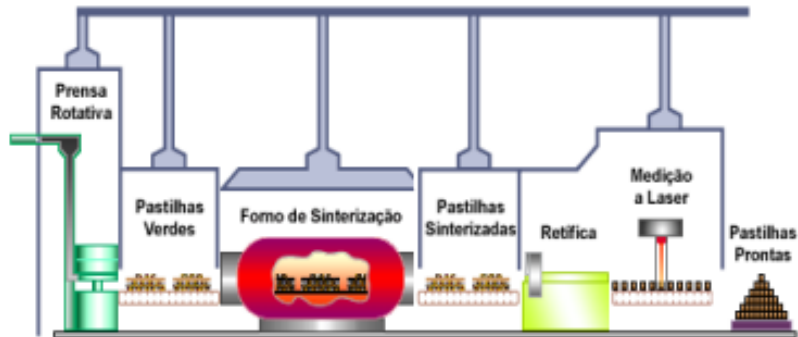 Prensa
Rotativa
Pastilhas
Verdes
Forno de Sinterização
Pastilhas
Sinterizadas
Retífica
Medição
a Laser
Pastilhas
Prontas